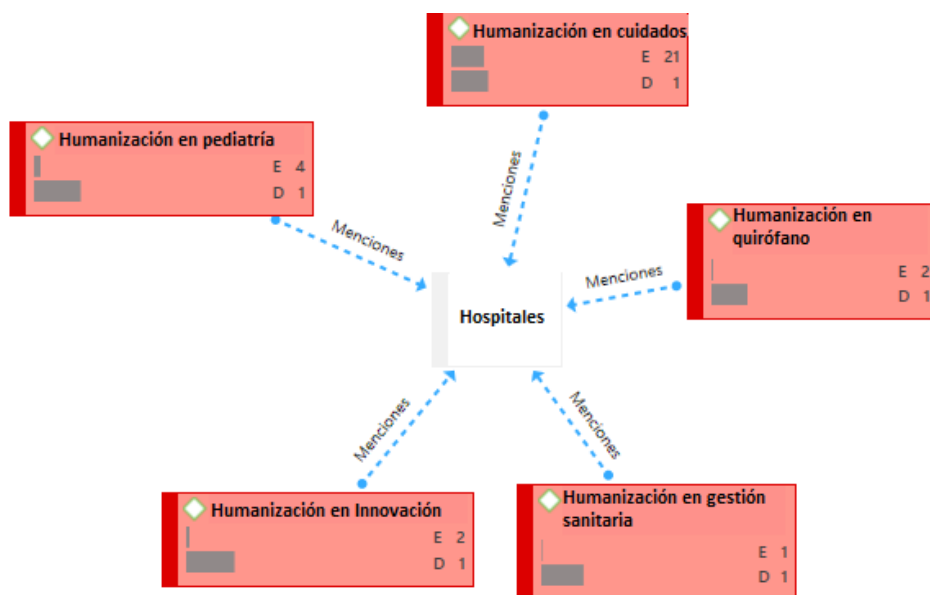 Humanización en cuidados
E 21
D 1
Humanización en pediatría
E 4
D 1
Menciones
Menciones
Humanización en
quirófano
E 2
D 1
Menciones
Hospitales
Menciones
Menciones
Humanización en Innovación
E 2
D 1
Humanización en gestión
sanitaria
E 1
D 1